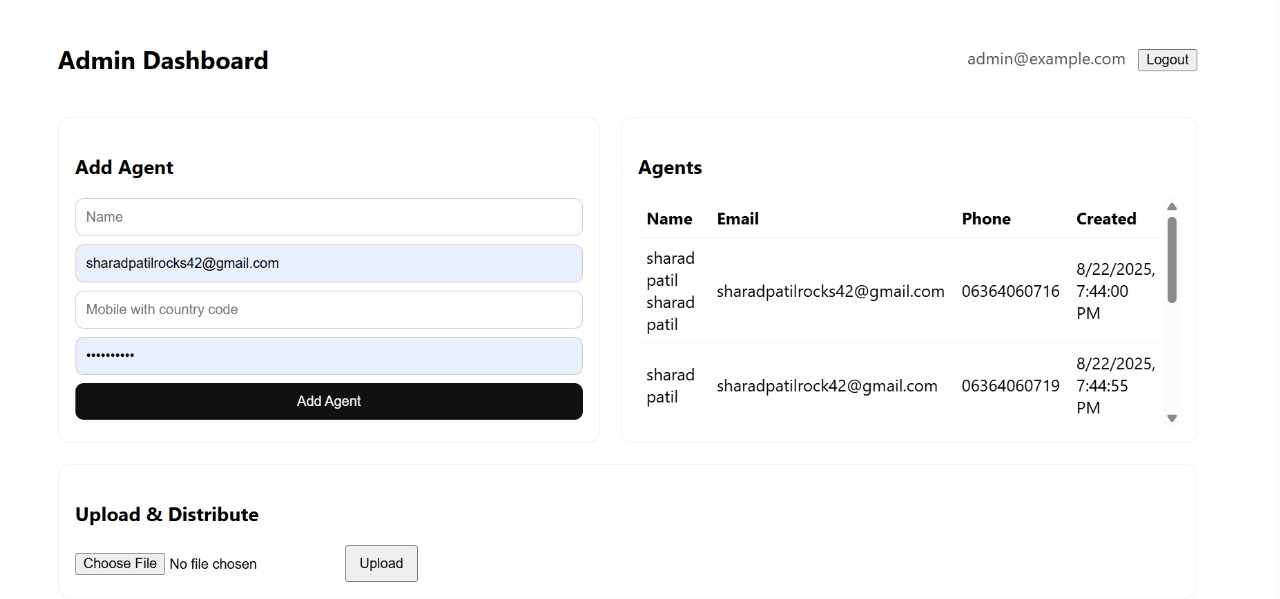 Admin Dashboard
admin@example.com Logout
Add Agent
Name
sharadpatilrocks42@gmail.com
Mobile with country code
••••••••••
Add Agent
Agents
Name Email Phone Created
sharad
patil
sharad
patil
sharadpatilrocks42@gmail.com
06364060716
8/22/2025,
7:44:00
PM
sharad
patil
sharadpatilrock42@gmail.com
06364060719
8/22/2025,
7:44:55
PM
Upload & Distribute
Choose File No file chosen Upload